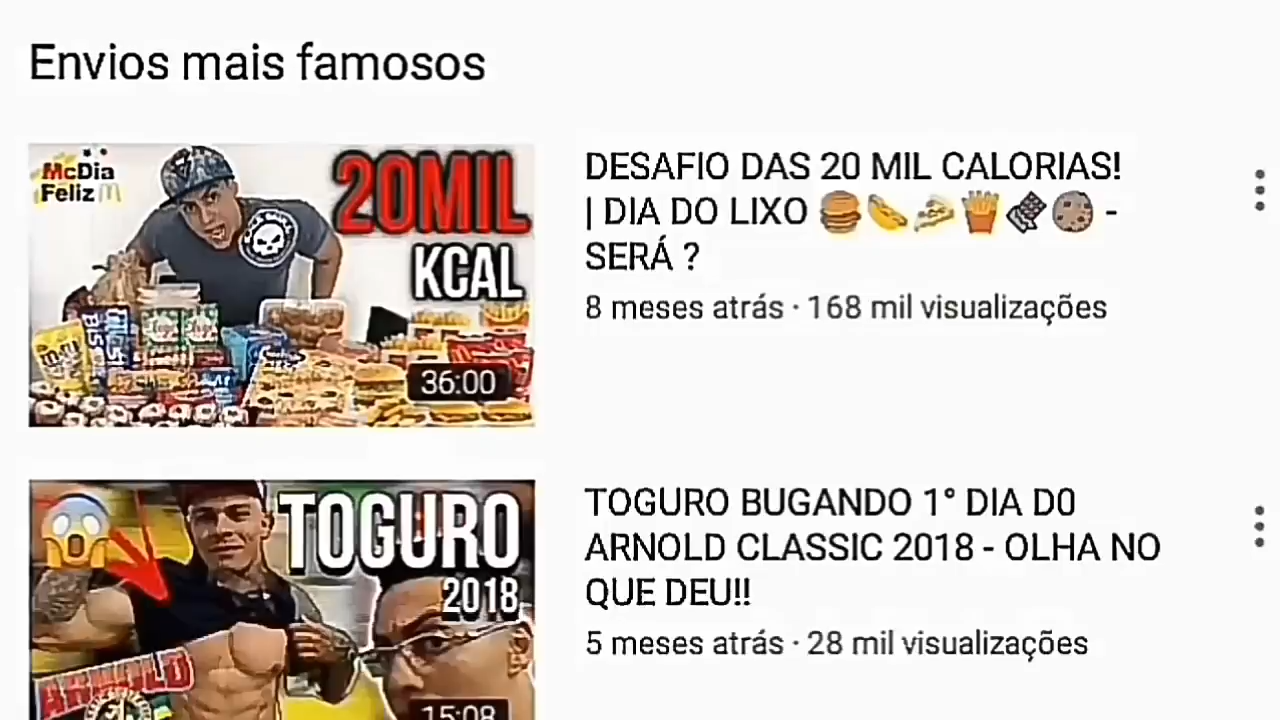 Envios mais famosos
McDia
Feliz
20MIL
KCAL
36:00
DESAFIO DAS 20 MIL CALORIAS!
| DIA DO LIXO 🍔🌭🍰🍟🍫🍪 -
SERÁ ?
8 meses atrás · 168 mil visualizações
TOGURO
2018
ARNOLD
15:08
TOGURO BUGANDO 1° DIA D0
ARNOLD CLASSIC 2018 - OLHA NO
QUE DEU!!
5 meses atrás · 28 mil visualizações